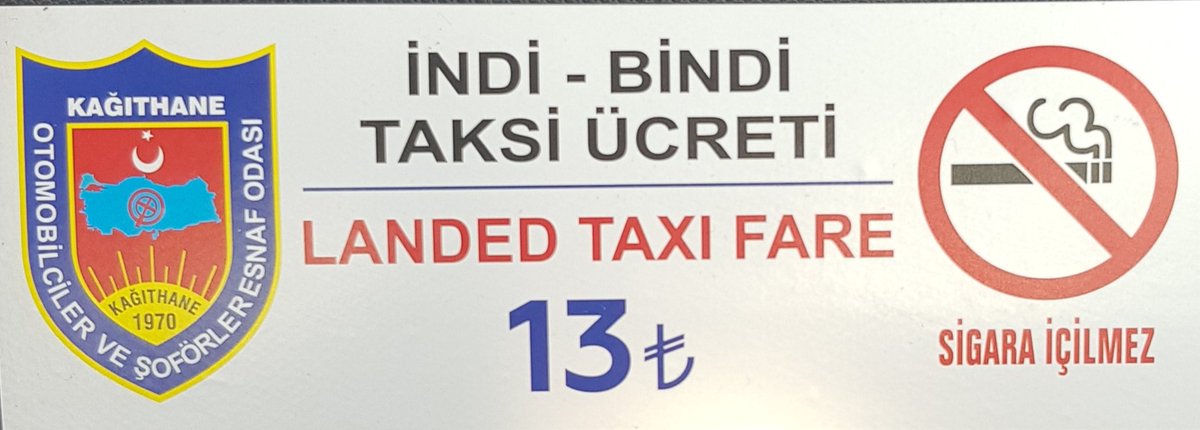 KAĞITHANE
OTOMOBİLCİLER VE ŞOFÖRLER ESNAF ODASI
KAĞITHANE
1970
İNDİ - BİNDİ
TAKSİ ÜCRETİ
LANDED TAXI FARE
13₺
SİGARA İÇİLMEZ